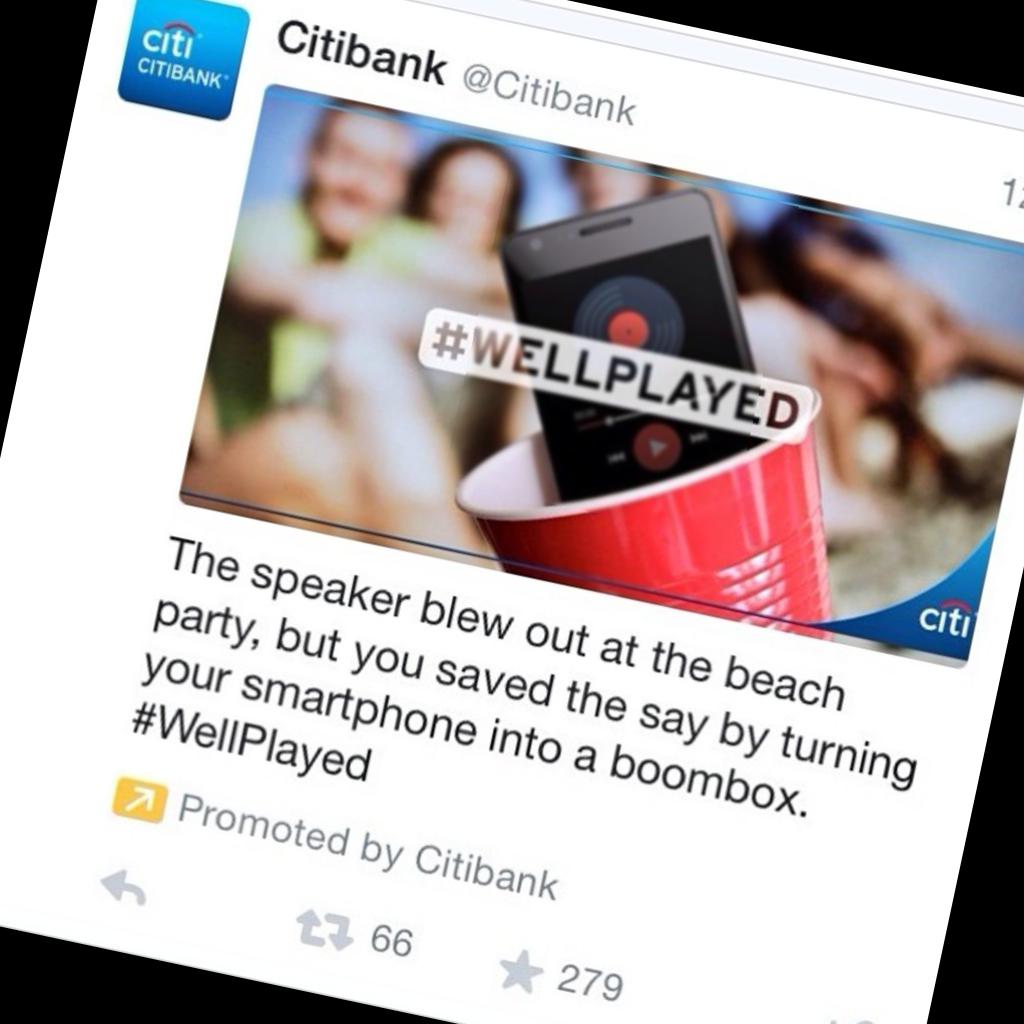 citi
CITIBANK
Citibank @Citibank
#WELLPLAYED
citi
The speaker blew out at the beach
party, but you saved the say by turning
your smartphone into a boombox.
#WellPlayed
Promoted by Citibank
66 279